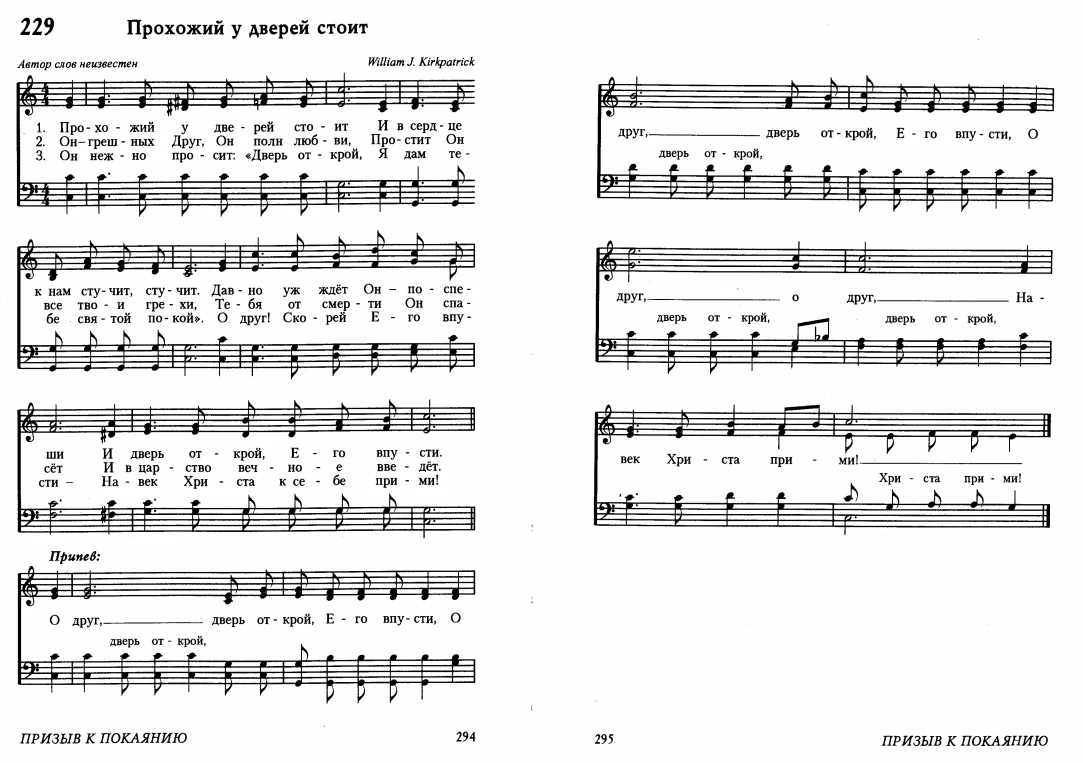 229 Прохожий у дверей стоит
Автор слов неизвестен William J. Kirkpatrick
1. Про-хо - жий у две - рей сто - ит И в серд - це
2. Он-греш - ных Друг, Он полн люб - ви, Про-стит Он
3. Он неж - но про - сит: «Дверь от - крой, Я дам те -
к нам сту-чит, сту-чит. Дав - но уж ждёт Он - по - спе-
все тво - и гре - хи, Те - бя от смер - ти Он спа-
бе свя-той по-кой». О друг! Ско - рей Е - го впу-
ши И дверь от - крой, Е - го впу - сти.
сёт И в цар - ство веч - но - е вве - дёт.
сти - На - век Хри - ста к се - бе при - ми!
Припев:
О друг, дверь от-крой, Е - го впу-сти, О
дверь от - крой,
ПРИЗЫВ К ПОКАЯНИЮ 294
друг, дверь от-крой, Е - го впу-сти, О
дверь от - крой,
друг, о друг, На -
дверь от - крой, дверь от - крой,
век Хри - ста при - ми!
Хри - ста при - ми!
295 ПРИЗЫВ К ПОКАЯНИЮ